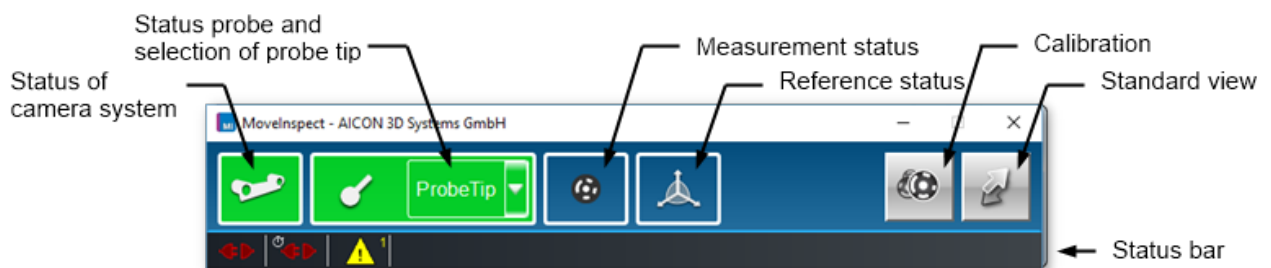 Status probe and
selection of probe tip
Measurement status
Calibration
Status of
camera system
Reference status
Standard view
MI
MoveInspect - AICON 3D Systems GmbH
ProbeTip
1
Status bar